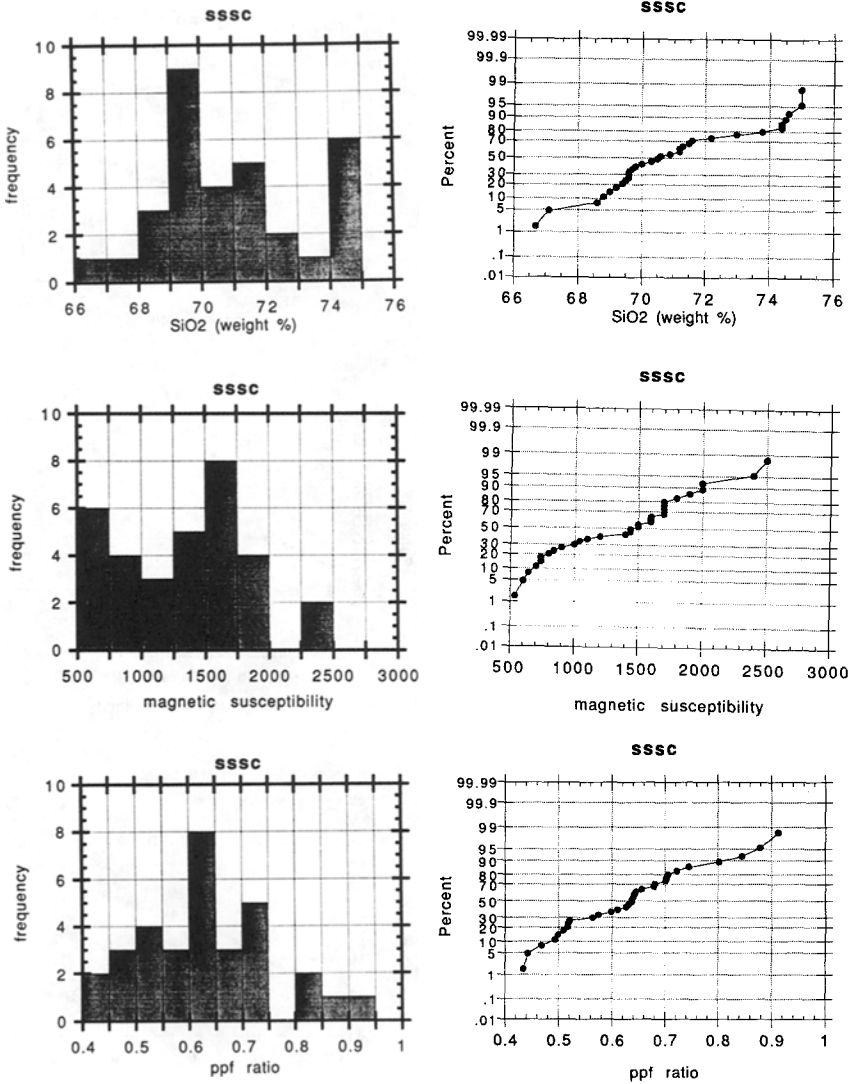 sssc
10
8
6
4
2
0
frequency
66 68 70 72 74 76
SiO2 (weight %)
sssc
99.99
99.9
99
95
90
80
70
50
30
20
10
5
1
.1
.01
Percent
66 68 70 72 74 76
SiO2 (weight %)
sssc
10
8
6
4
2
0
frequency
500 1000 1500 2000 2500 3000
magnetic susceptibility
sssc
99.99
99.9
99
95
90
80
70
50
30
20
10
5
1
.1
.01
Percent
500 1000 1500 2000 2500 3000
magnetic susceptibility
sssc
10
8
6
4
2
0
frequency
0.4 0.5 0.6 0.7 0.8 0.9 1
ppf ratio
sssc
99.99
99.9
99
95
90
80
70
50
30
20
10
5
1
.1
.01
Percent
0.4 0.5 0.6 0.7 0.8 0.9 1
ppf ratio